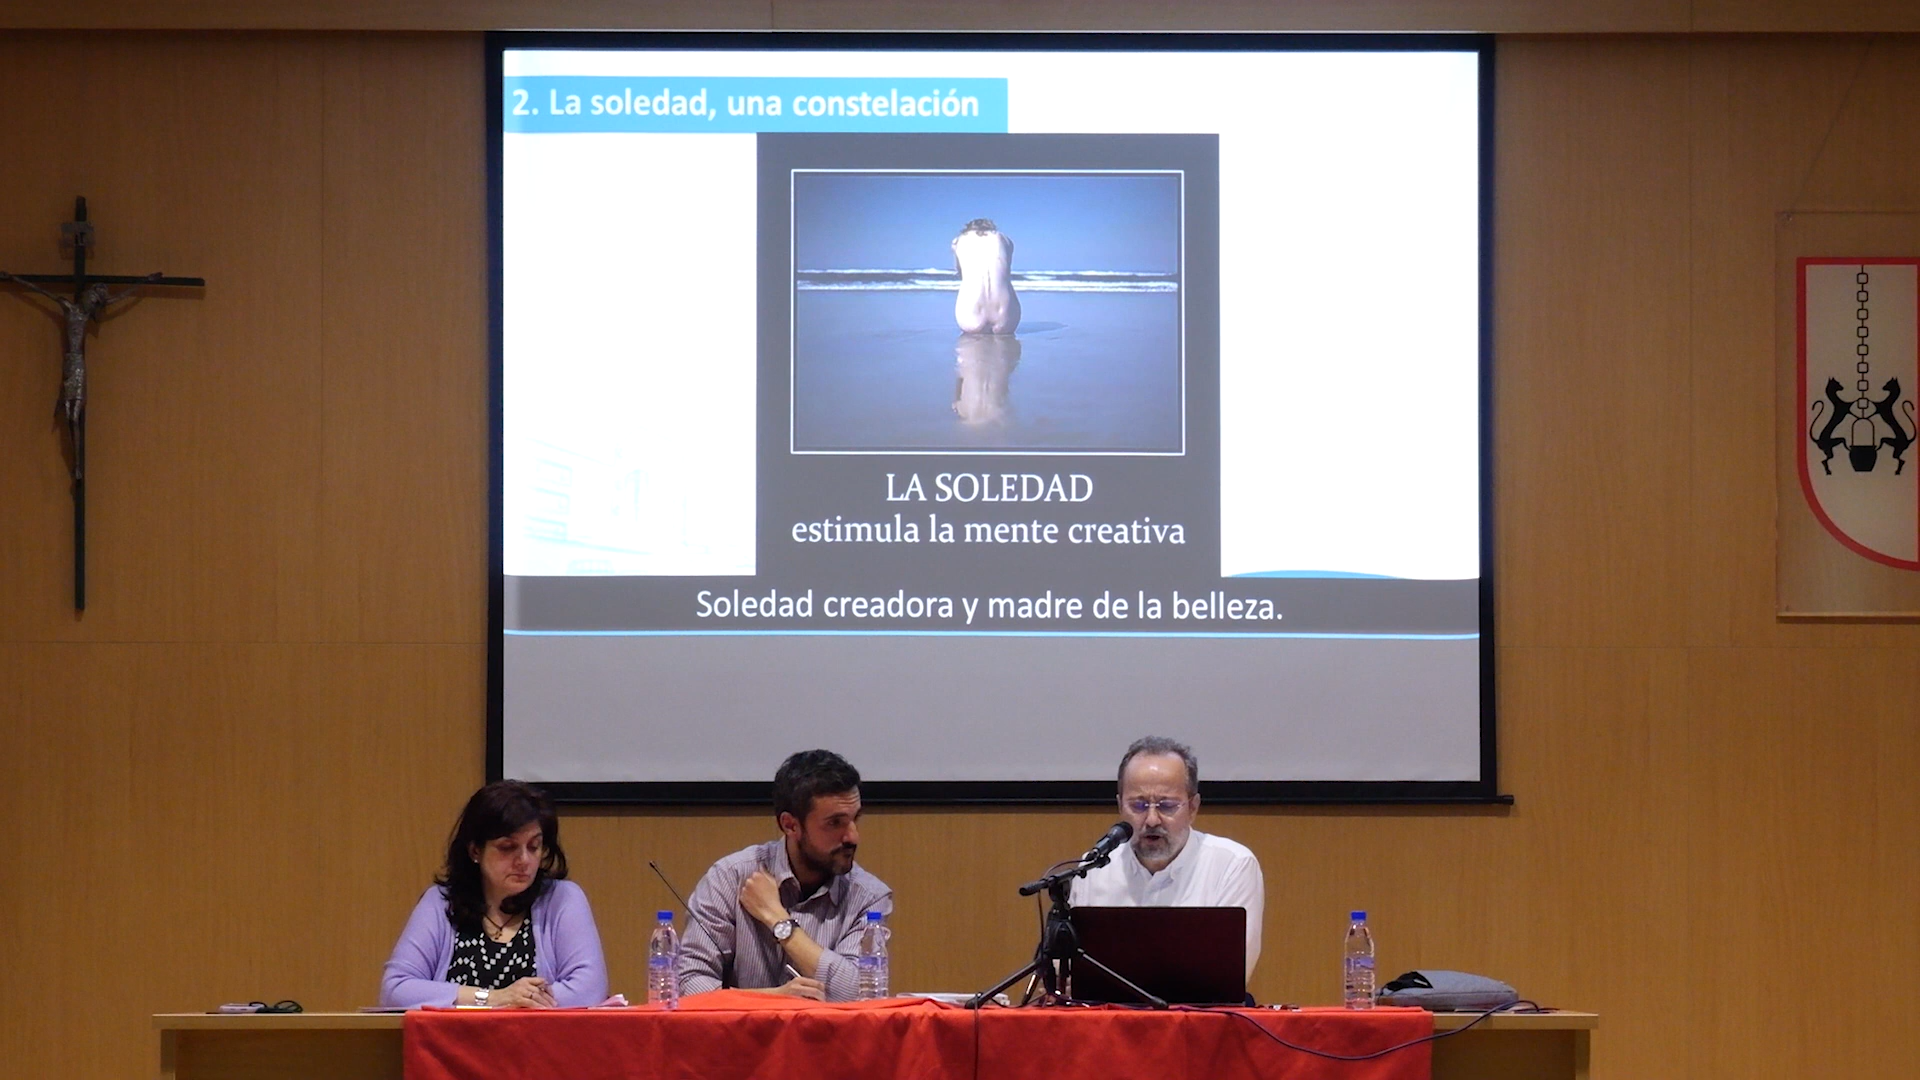 2. La soledad, una constelación
LA SOLEDAD
estimula la mente creativa
Soledad creadora y madre de la belleza.